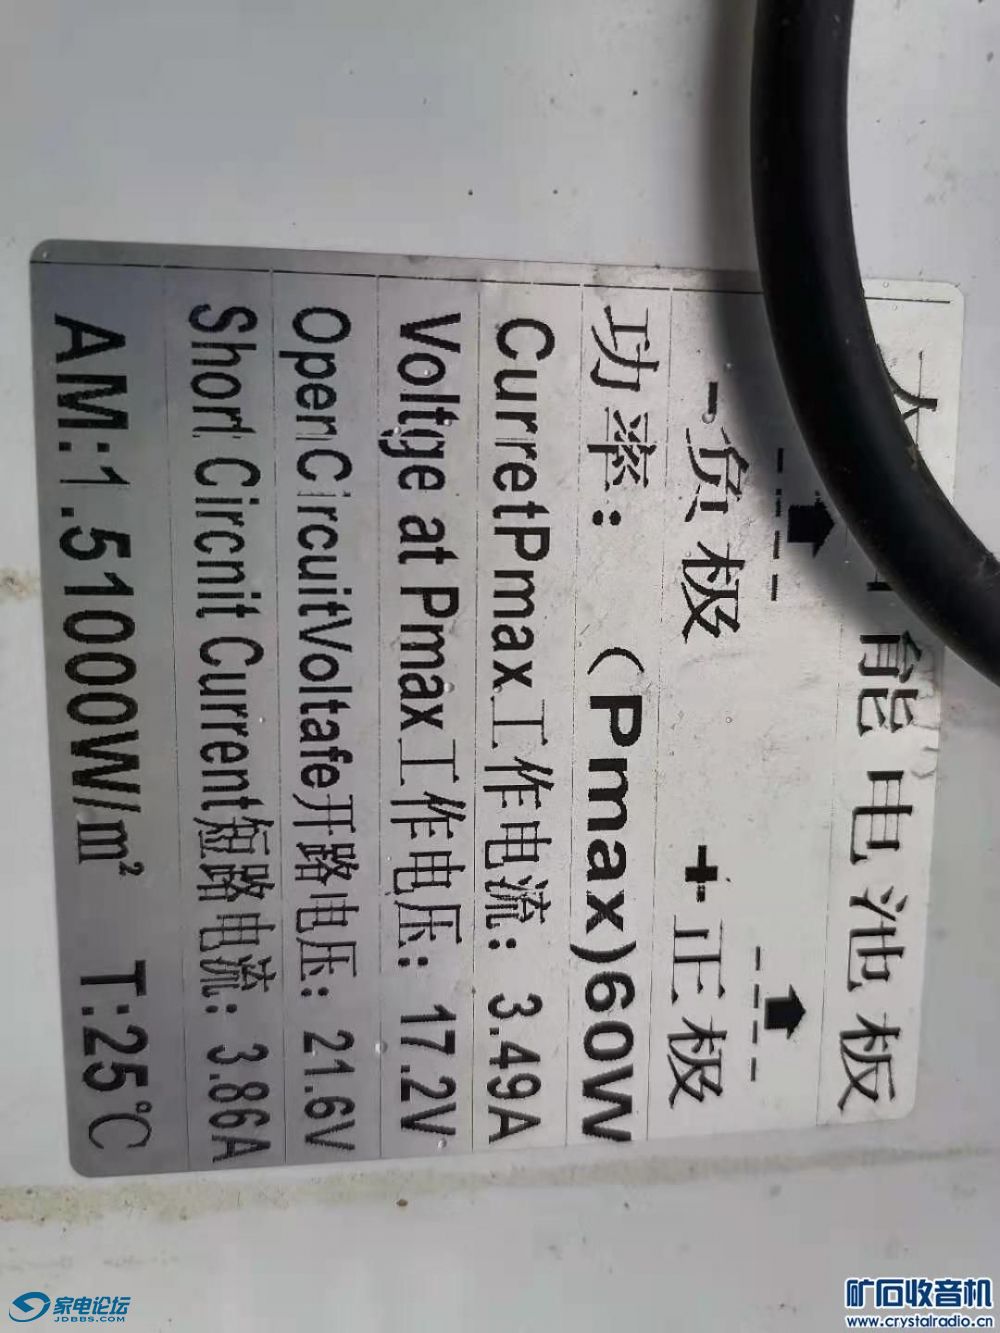 能电池板
-负极 +正极
功率:(Pmax)60W
CurretPmax工作电流: 3.49A
Voltge at Pmax工作电压: 17.2V
OpenCircuitVoltafe开路电压: 21.6V
Short Circnit Current短路电流: 3.86A
AM:1.51000W/m² T:25℃
家电论坛
JDBBS.COM
矿石收音机
www.crystalradio.cn